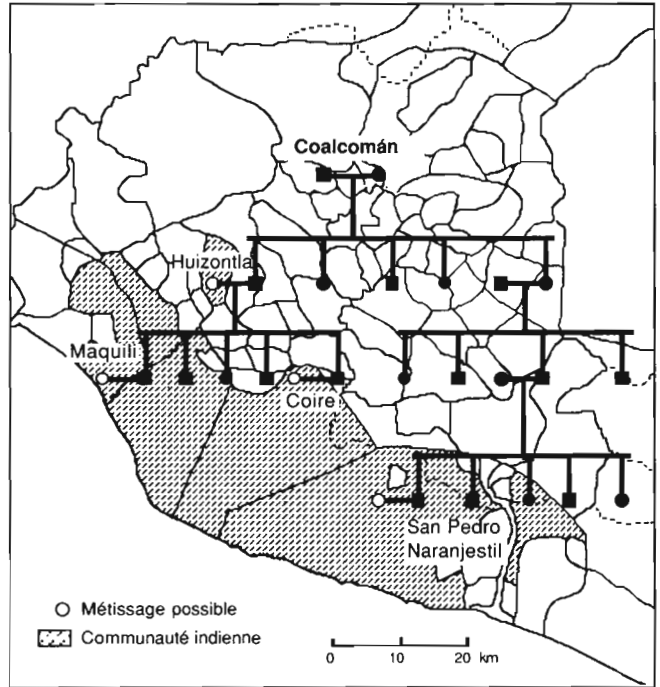 Coalcomán
Huizontla
Maquili
Coire
San Pedro
Naranjestil
Métissage possible
Communauté indienne
0 10 20 km